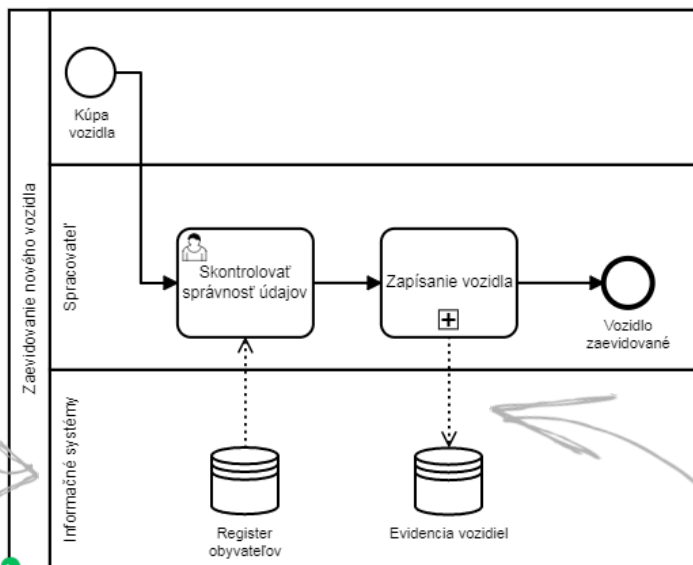 Zaevidovanie nového vozidla
Kúpa
vozidla
Spracovateľ
Skontrolovať
správnosť údajov
Zapísanie vozidla
Vozidlo
zaevidované
Informačné systémy
Register
obyvateľov
Evidencia vozidiel